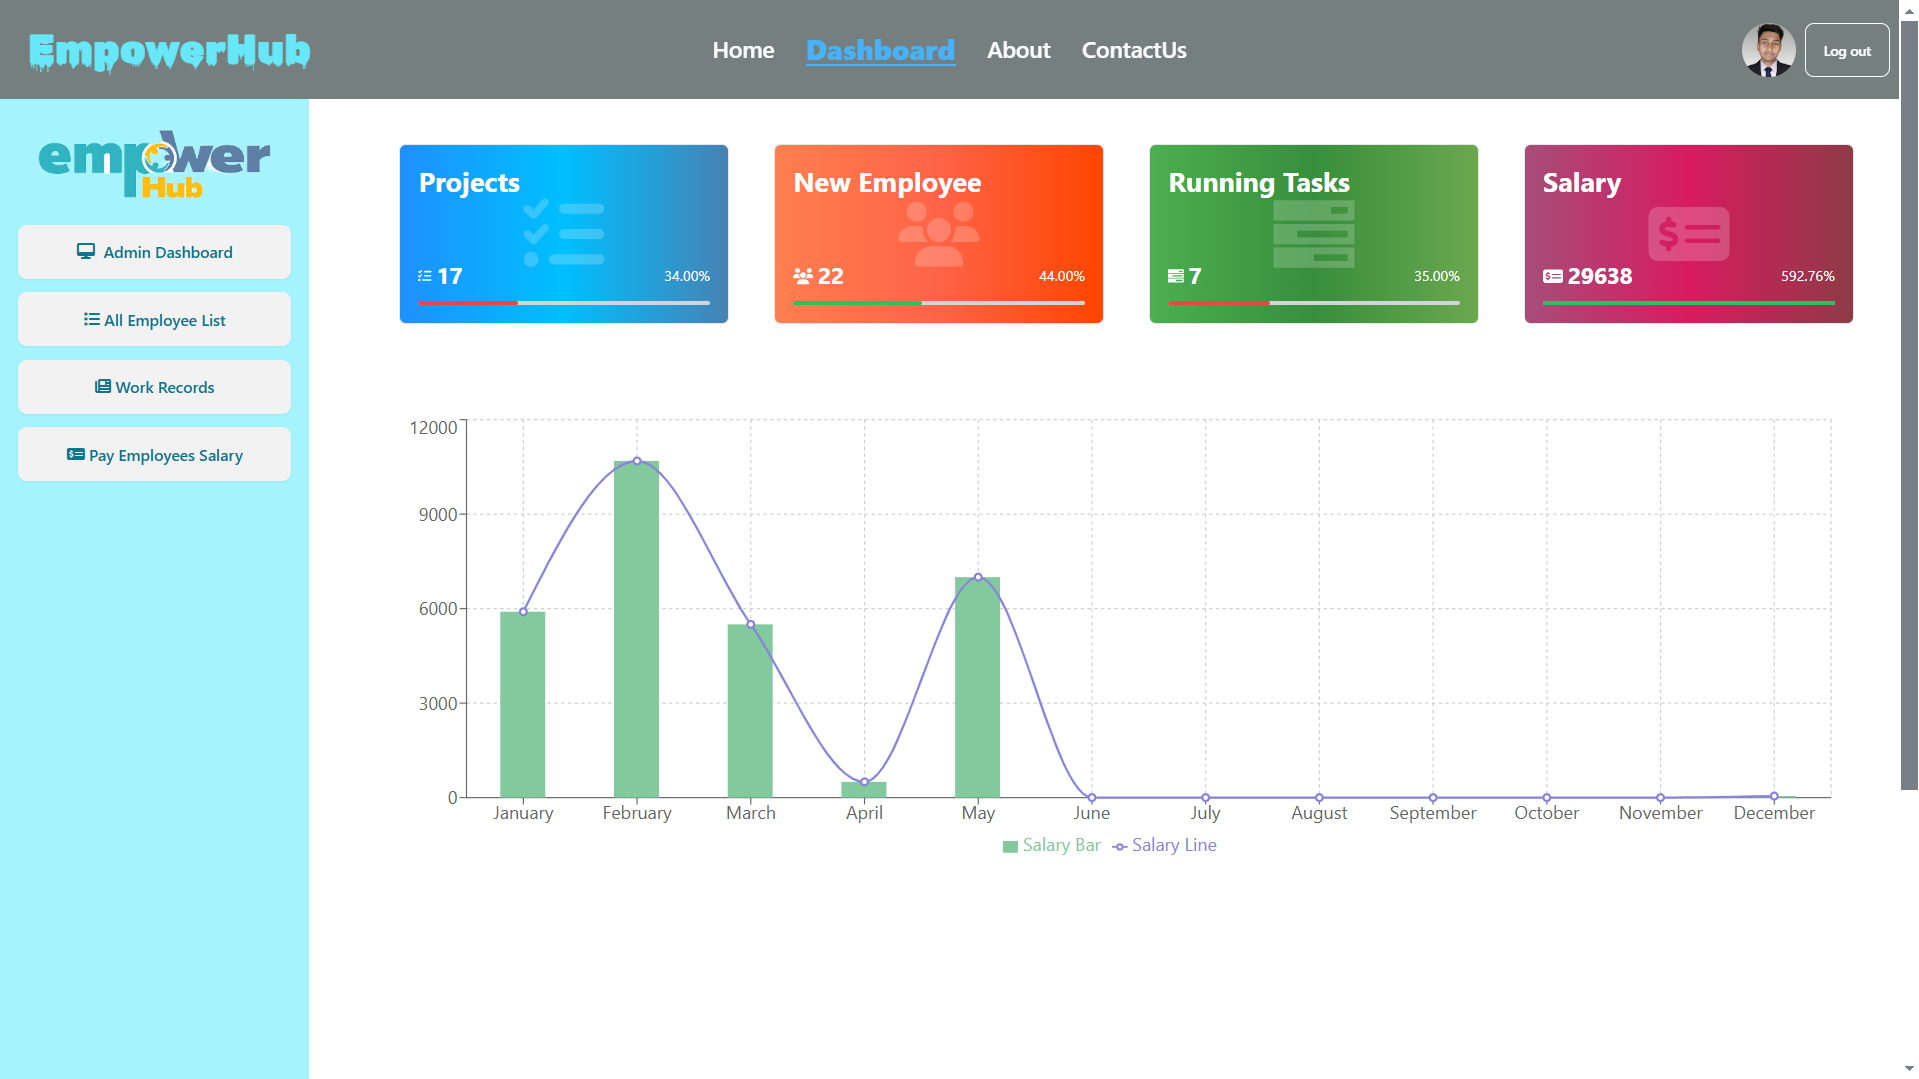 EmpowerHub
Home Dashboard About ContactUs
Log out
empower
Hub
Admin Dashboard
All Employee List
Work Records
Pay Employees Salary
Projects
17 34.00%
New Employee
22 44.00%
Running Tasks
7 35.00%
Salary
29638 592.76%
12000
9000
6000
3000
0
January February March April May June July August September October November December
Salary Bar Salary Line